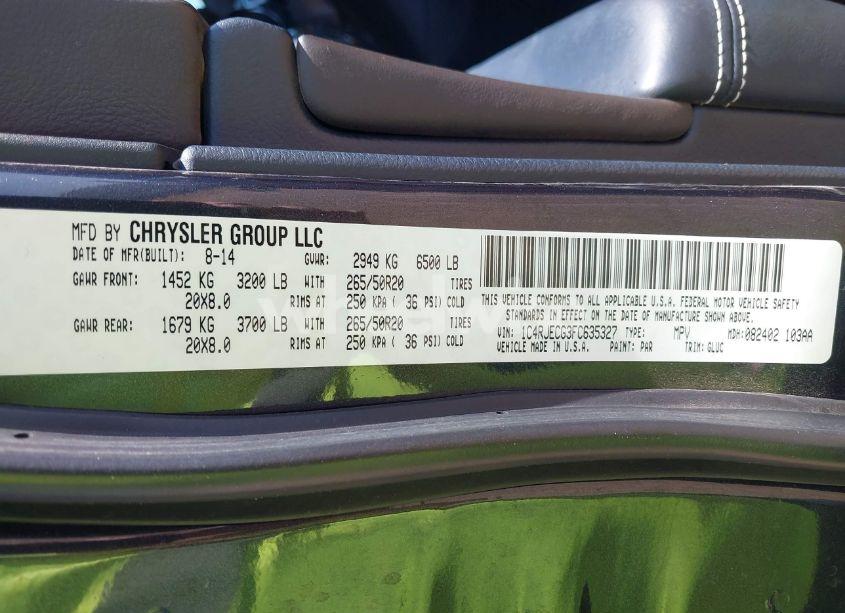 MFD BY CHRYSLER GROUP LLC
DATE OF MFR(BUILT): 8-14 GVWR: 2949 KG 6500 LB
GAWR FRONT: 1452 KG 3200 LB WITH 265/50R20 TIRES
20X8.0 RIMS AT 250 KPA ( 36 PSI) COLD
GAWR REAR: 1679 KG 3700 LB WITH 265/50R20 TIRES
20X8.0 RIMS AT 250 KPA ( 36 PSI) COLD
THIS VEHICLE CONFORMS TO ALL APPLICABLE U.S.A. FEDERAL MOTOR VEHICLE SAFETY
STANDARDS IN EFFECT ON THE DATE OF MANUFACTURE SHOWN ABOVE.
VIN: 1C4RJECG3FC635327 TYPE: MPV MDH:082402 103AA
VEHICLE MADE IN U.S.A. PAINT: PAR TRIM: GLUC